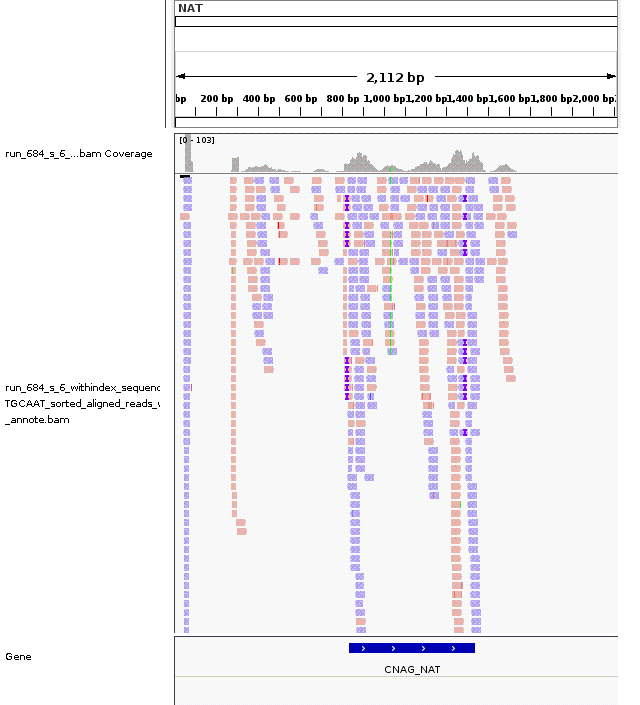 NAT
2,112 bp
bp 200 bp 400 bp 600 bp 800 bp 1,000 bp 1,200 bp 1,400 bp 1,600 bp 1,800 bp 2,000 bp
[0 - 103]
run_684_s_6_...bam Coverage
run_684_s_6_withindex_sequenc
TGCAAT_sorted_aligned_reads_
_annote.bam
Gene
CNAG_NAT